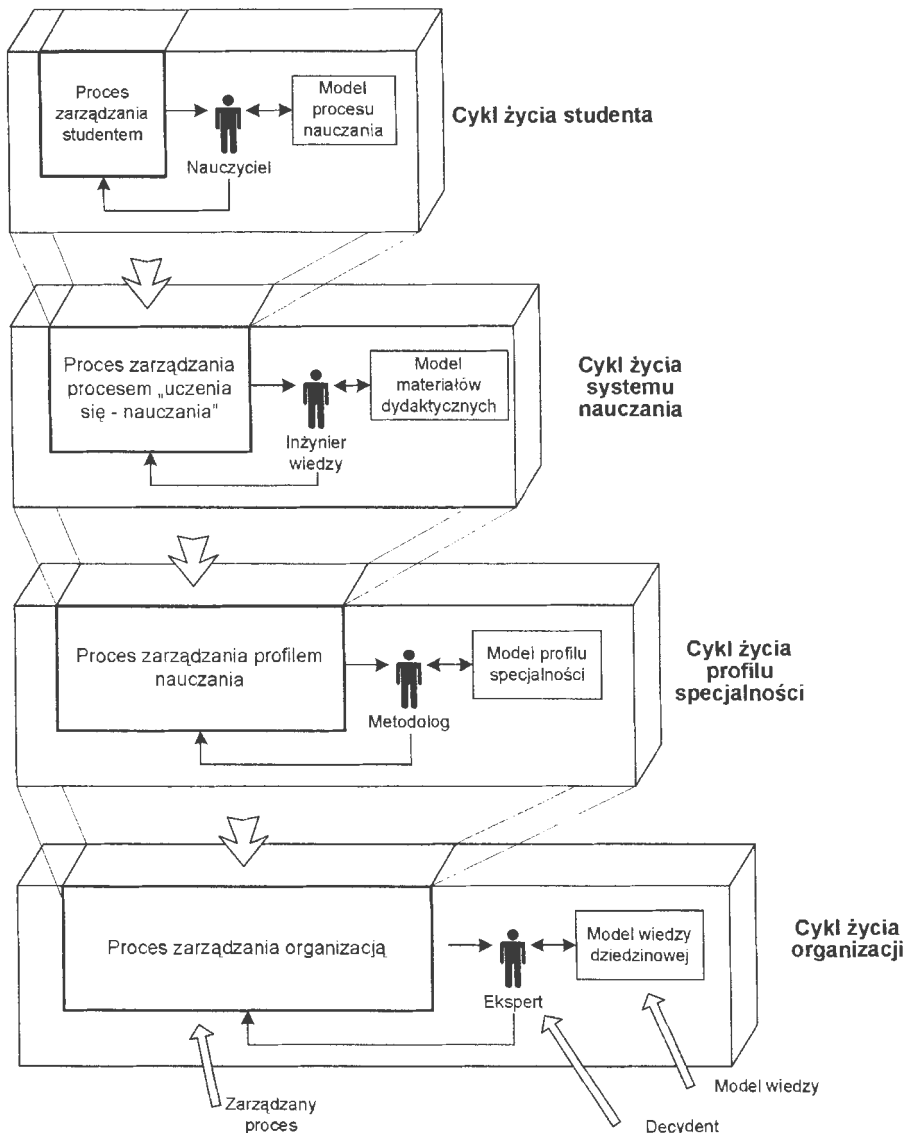 Proces
zarządzania
studentem
Nauczyciel
Model
procesu
nauczania
Cykl życia studenta
Proces zarządzania
procesem „uczenia
się - nauczania"
Inżynier
wiedzy
Model
materiałów
dydaktycznych
Cykl życia
systemu
nauczania
Proces zarządzania profilem
nauczania
Metodolog
Model profilu
specjalności
Cykl życia
profilu
specjalności
Proces zarządzania organizacją
Ekspert
Model wiedzy
dziedzinowej
Cykl życia
organizacji
Zarządzany
proces
Decydent
Model wiedzy